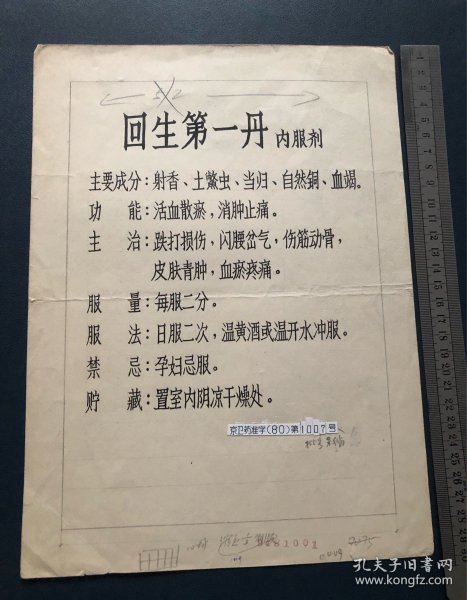 回生第一丹 内服剂
主要成分：射香、土鱉虫、当归、自然銅、血竭。
功能：活血散瘀，消肿止痛。
主治：跌打损伤，闪腰岔气，伤筋动骨，
皮肤青肿，血瘀疼痛。
服量：每服二分。
服法：日服二次，温黄酒或温开水冲服。
禁忌：孕妇忌服。
贮藏：置室内阴凉干燥处。
京卫药准字(80)第1007号
孔夫子旧书网
www.kongfz.com